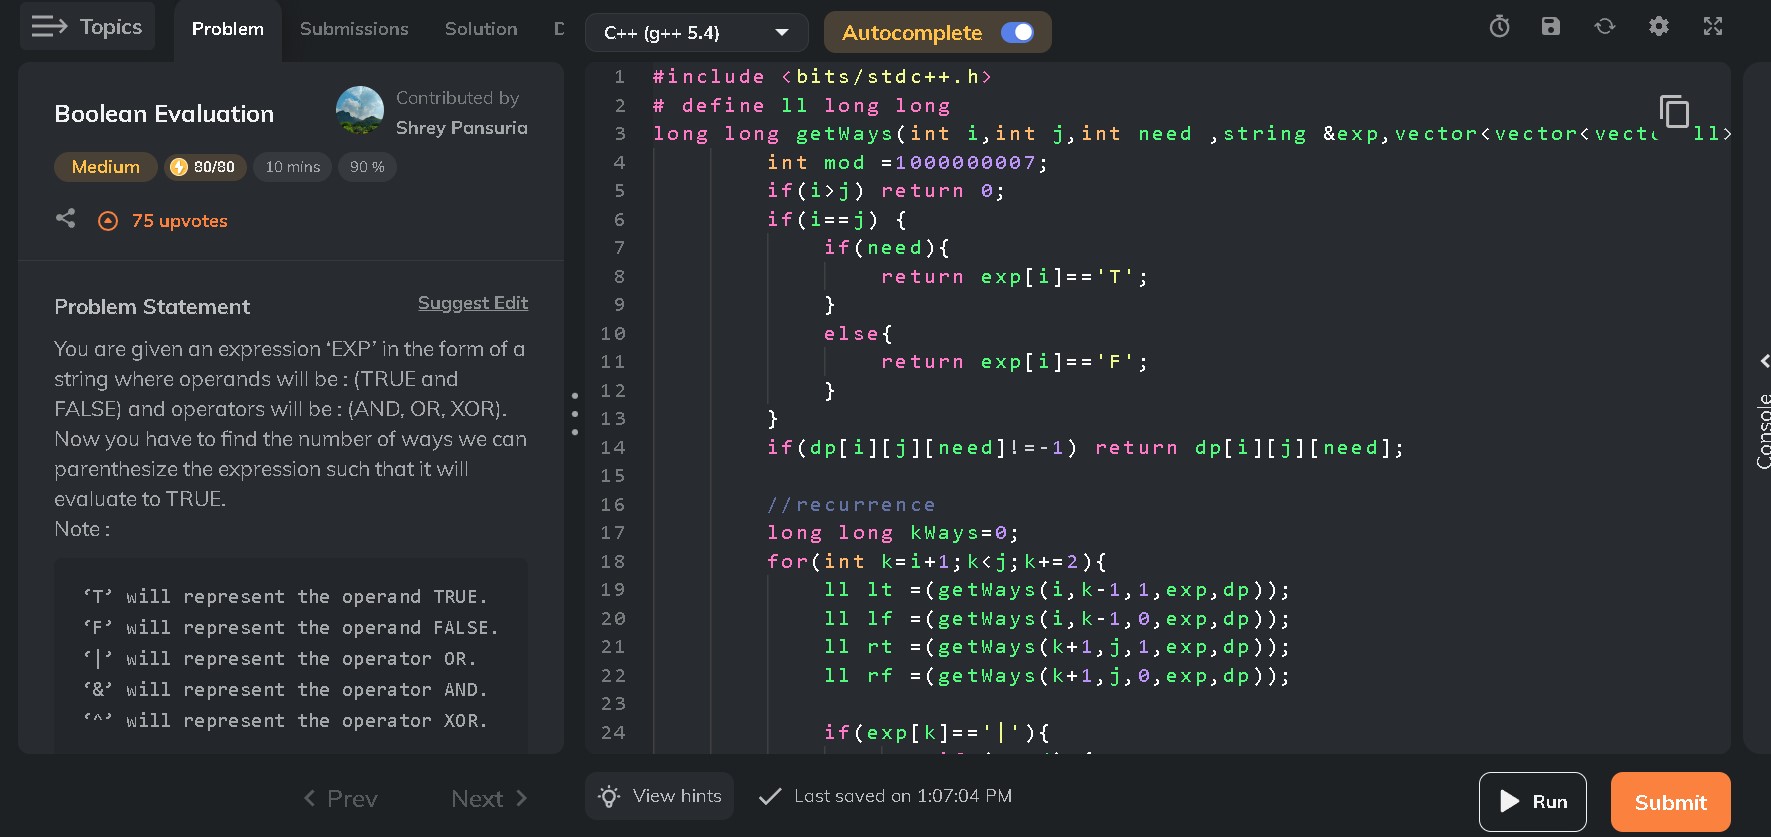 Topics
Problem
Submissions
Solution
D
C++ (g++ 5.4)
Autocomplete
Boolean Evaluation
Contributed by
Shrey Pansuria
Medium
80/80
10 mins
90 %
75 upvotes
Problem Statement
Suggest Edit
You are given an expression ‘EXP’ in the form of a
string where operands will be : (TRUE and
FALSE) and operators will be : (AND, OR, XOR).
Now you have to find the number of ways we can
parenthesize the expression such that it will
evaluate to TRUE.
Note :
‘T’ will represent the operand TRUE.
‘F’ will represent the operand FALSE.
‘|’ will represent the operator OR.
‘&’ will represent the operator AND.
‘^’ will represent the operator XOR.
Prev
Next
1 #include <bits/stdc++.h>
2 # define ll long long
3 long long getWays(int i,int j,int need ,string &exp,vector<vector<vect ll>
4 int mod =1000000007;
5 if(i>j) return 0;
6 if(i==j) {
7 if(need){
8 return exp[i]=='T';
9 }
10 else{
11 return exp[i]=='F';
12 }
13 }
14 if(dp[i][j][need]!=-1) return dp[i][j][need];
15
16 //recurrence
17 long long kWays=0;
18 for(int k=i+1;k<j;k+=2){
19 ll lt =(getWays(i,k-1,1,exp,dp));
20 ll lf =(getWays(i,k-1,0,exp,dp));
21 ll rt =(getWays(k+1,j,1,exp,dp));
22 ll rf =(getWays(k+1,j,0,exp,dp));
23
24 if(exp[k]=='|'){
Console
View hints
Last saved on 1:07:04 PM
Run
Submit